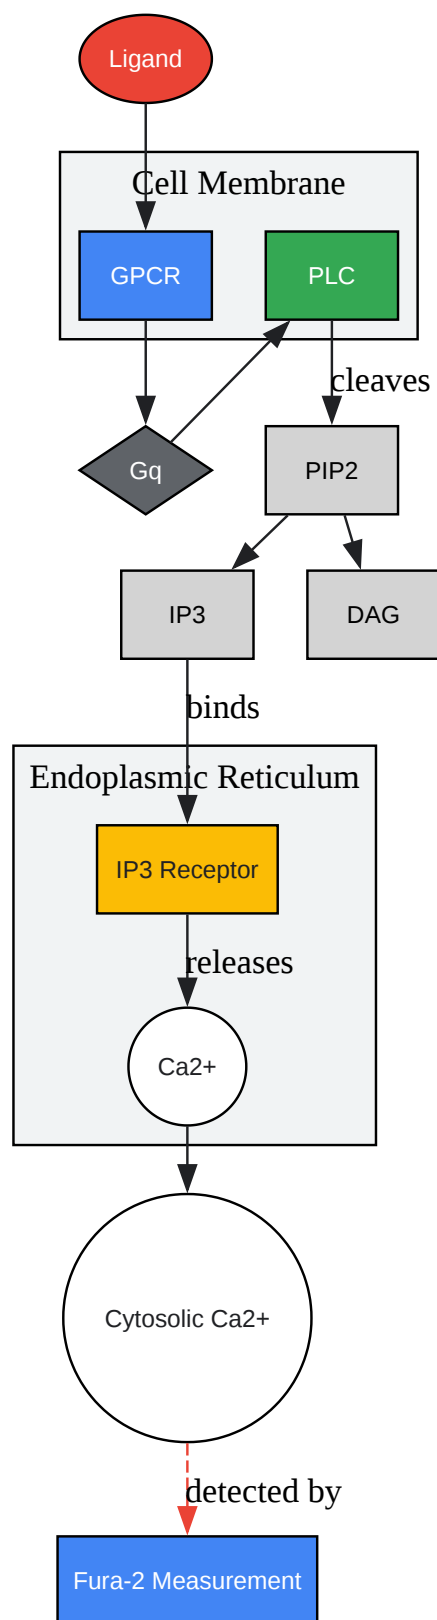 Ligand
Cell Membrane
GPCR
PLC
cleaves
Gq
PIP2
IP3
DAG
binds
Endoplasmic Reticulum
IP3 Receptor
releases
Ca2+
Cytosolic Ca2+
detected by
Fura-2 Measurement